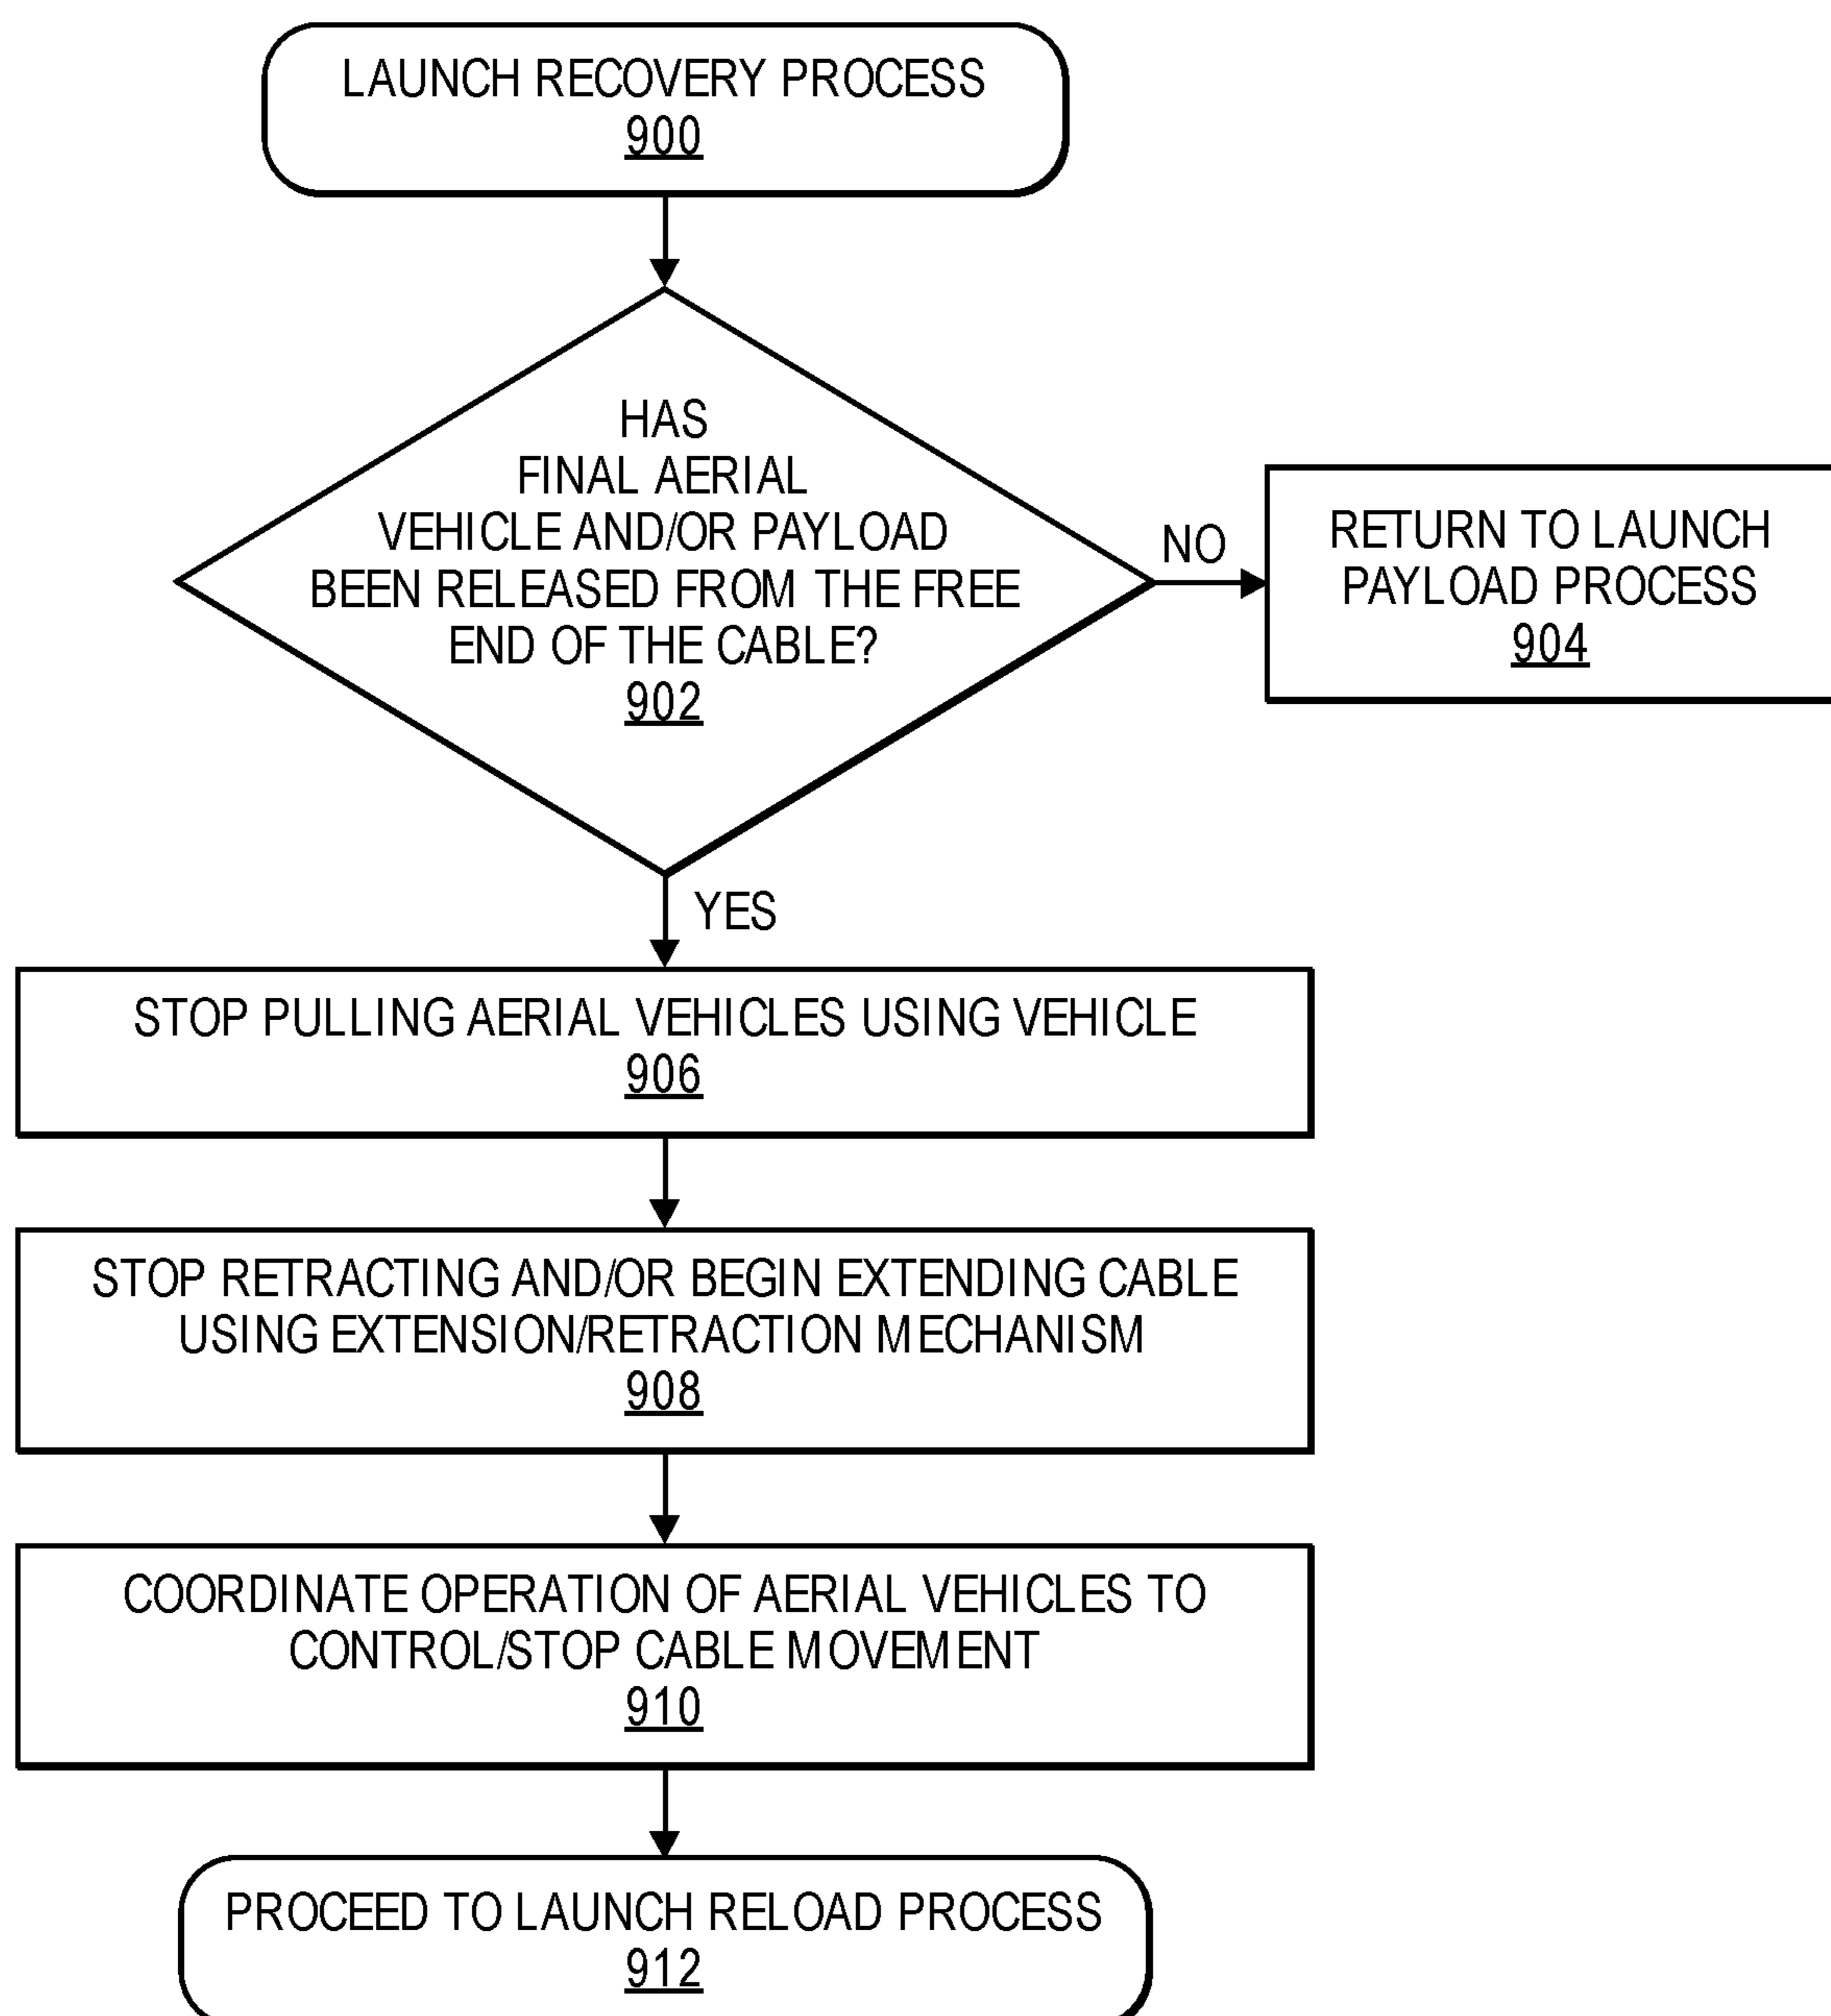 LAUNCH RECOVERY PROCESS
900
HAS
FINAL AERIAL
VEHICLE AND/OR PAYLOAD
BEEN RELEASED FROM THE FREE
END OF THE CABLE?
902
NO
RETURN TO LAUNCH
PAYLOAD PROCESS
904
YES
STOP PULLING AERIAL VEHICLES USING VEHICLE
906
STOP RETRACTING AND/OR BEGIN EXTENDING CABLE
USING EXTENSION/RETRACTION MECHANISM
908
COORDINATE OPERATION OF AERIAL VEHICLES TO
CONTROL/STOP CABLE MOVEMENT
910
PROCEED TO LAUNCH RELOAD PROCESS
912